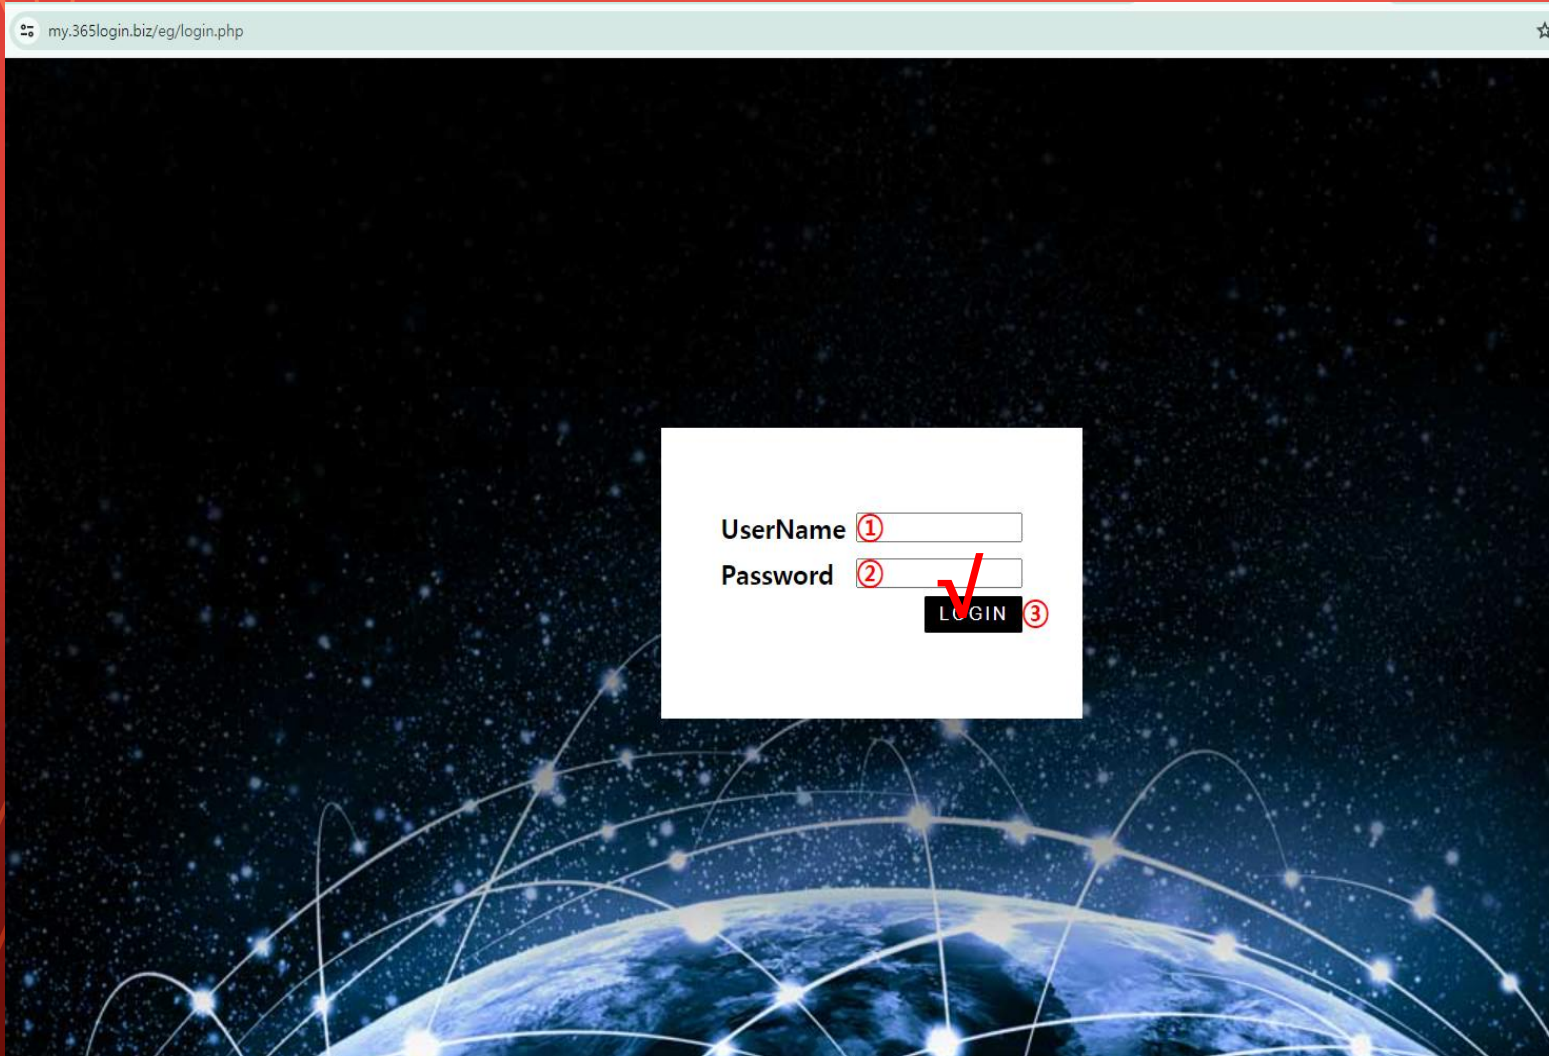 my.365login.biz/eg/login.php
UserName ①
Password ②
√
LOGIN ③